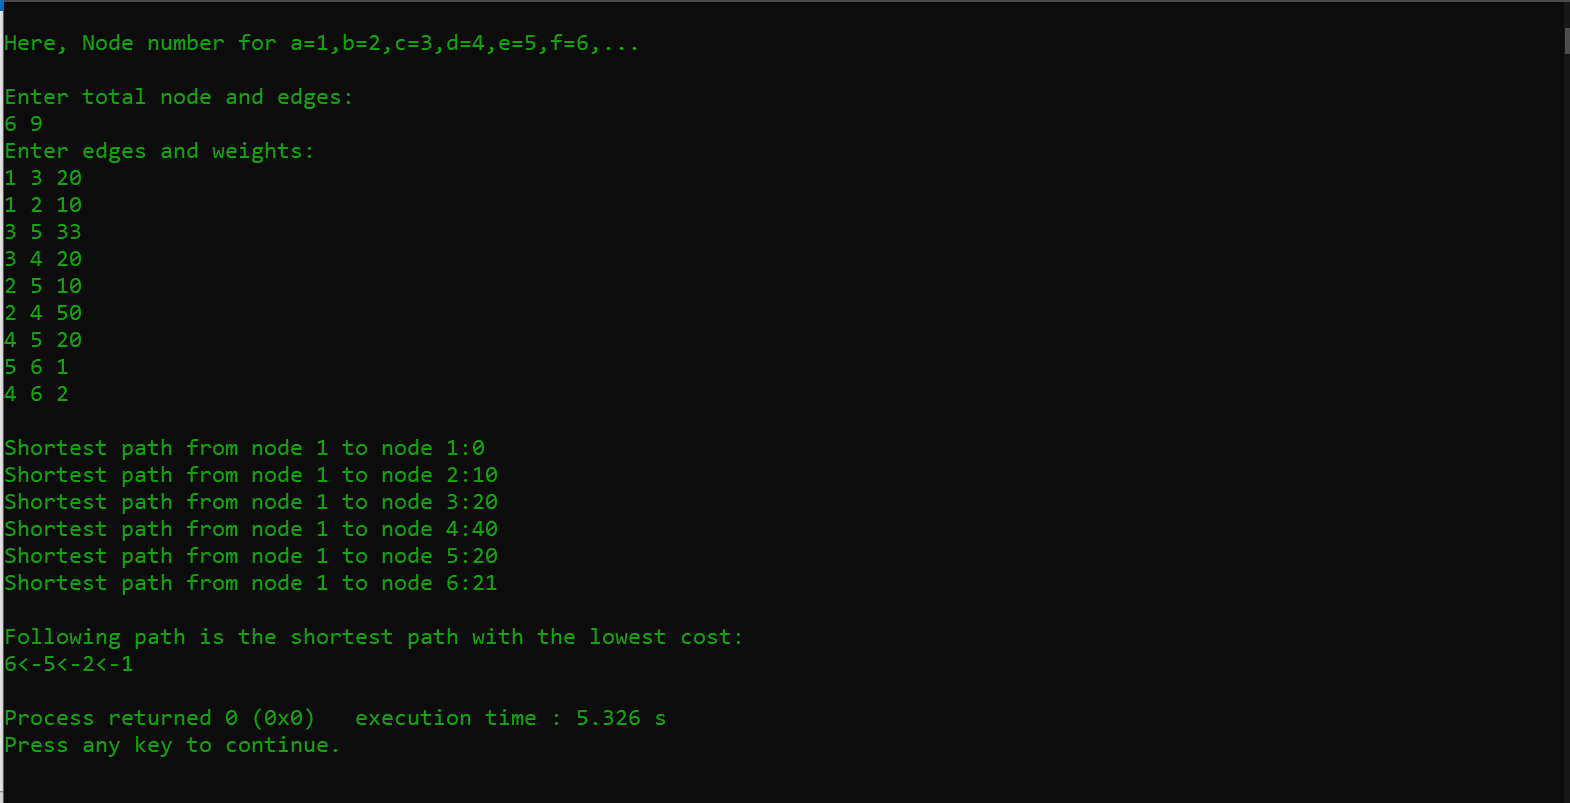 Here, Node number for a=1,b=2,c=3,d=4,e=5,f=6,...
Enter total node and edges:
6 9
Enter edges and weights:
1 3 20
1 2 10
3 5 33
3 4 20
2 5 10
2 4 50
4 5 20
5 6 1
4 6 2
Shortest path from node 1 to node 1:0
Shortest path from node 1 to node 2:10
Shortest path from node 1 to node 3:20
Shortest path from node 1 to node 4:40
Shortest path from node 1 to node 5:20
Shortest path from node 1 to node 6:21
Following path is the shortest path with the lowest cost:
6<-5<-2<-1
Process returned 0 (0x0)   execution time : 5.326 s
Press any key to continue.